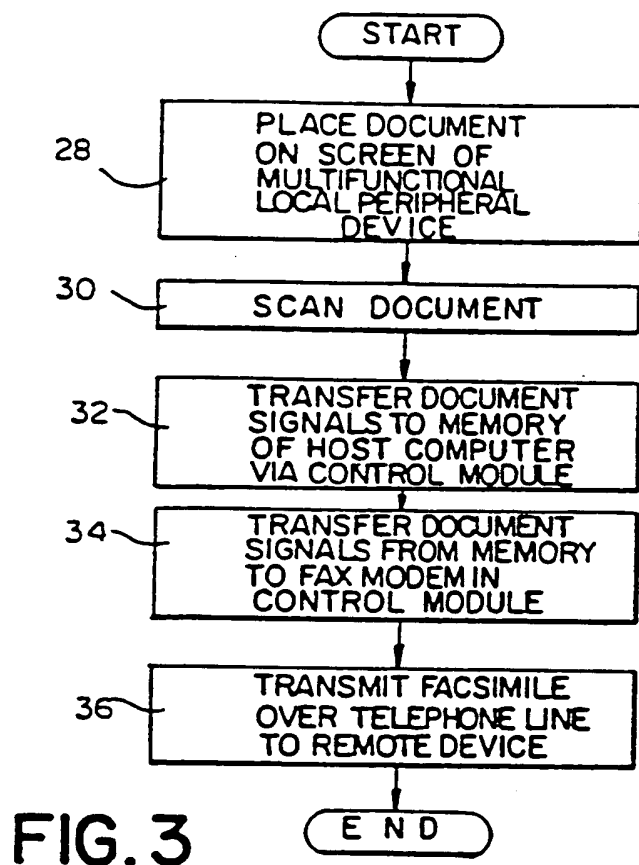 START
28
PLACE DOCUMENT
ON SCREEN OF
MULTIFUNCTIONAL
LOCAL PERIPHERAL
DEVICE
30
SCAN DOCUMENT
32
TRANSFER DOCUMENT
SIGNALS TO MEMORY
OF HOST COMPUTER
VIA CONTROL MODULE
34
TRANSFER DOCUMENT
SIGNALS FROM MEMORY
TO FAX MODEM IN
CONTROL MODULE
36
TRANSMIT FACSIMILE
OVER TELEPHONE LINE
TO REMOTE DEVICE
END
FIG. 3